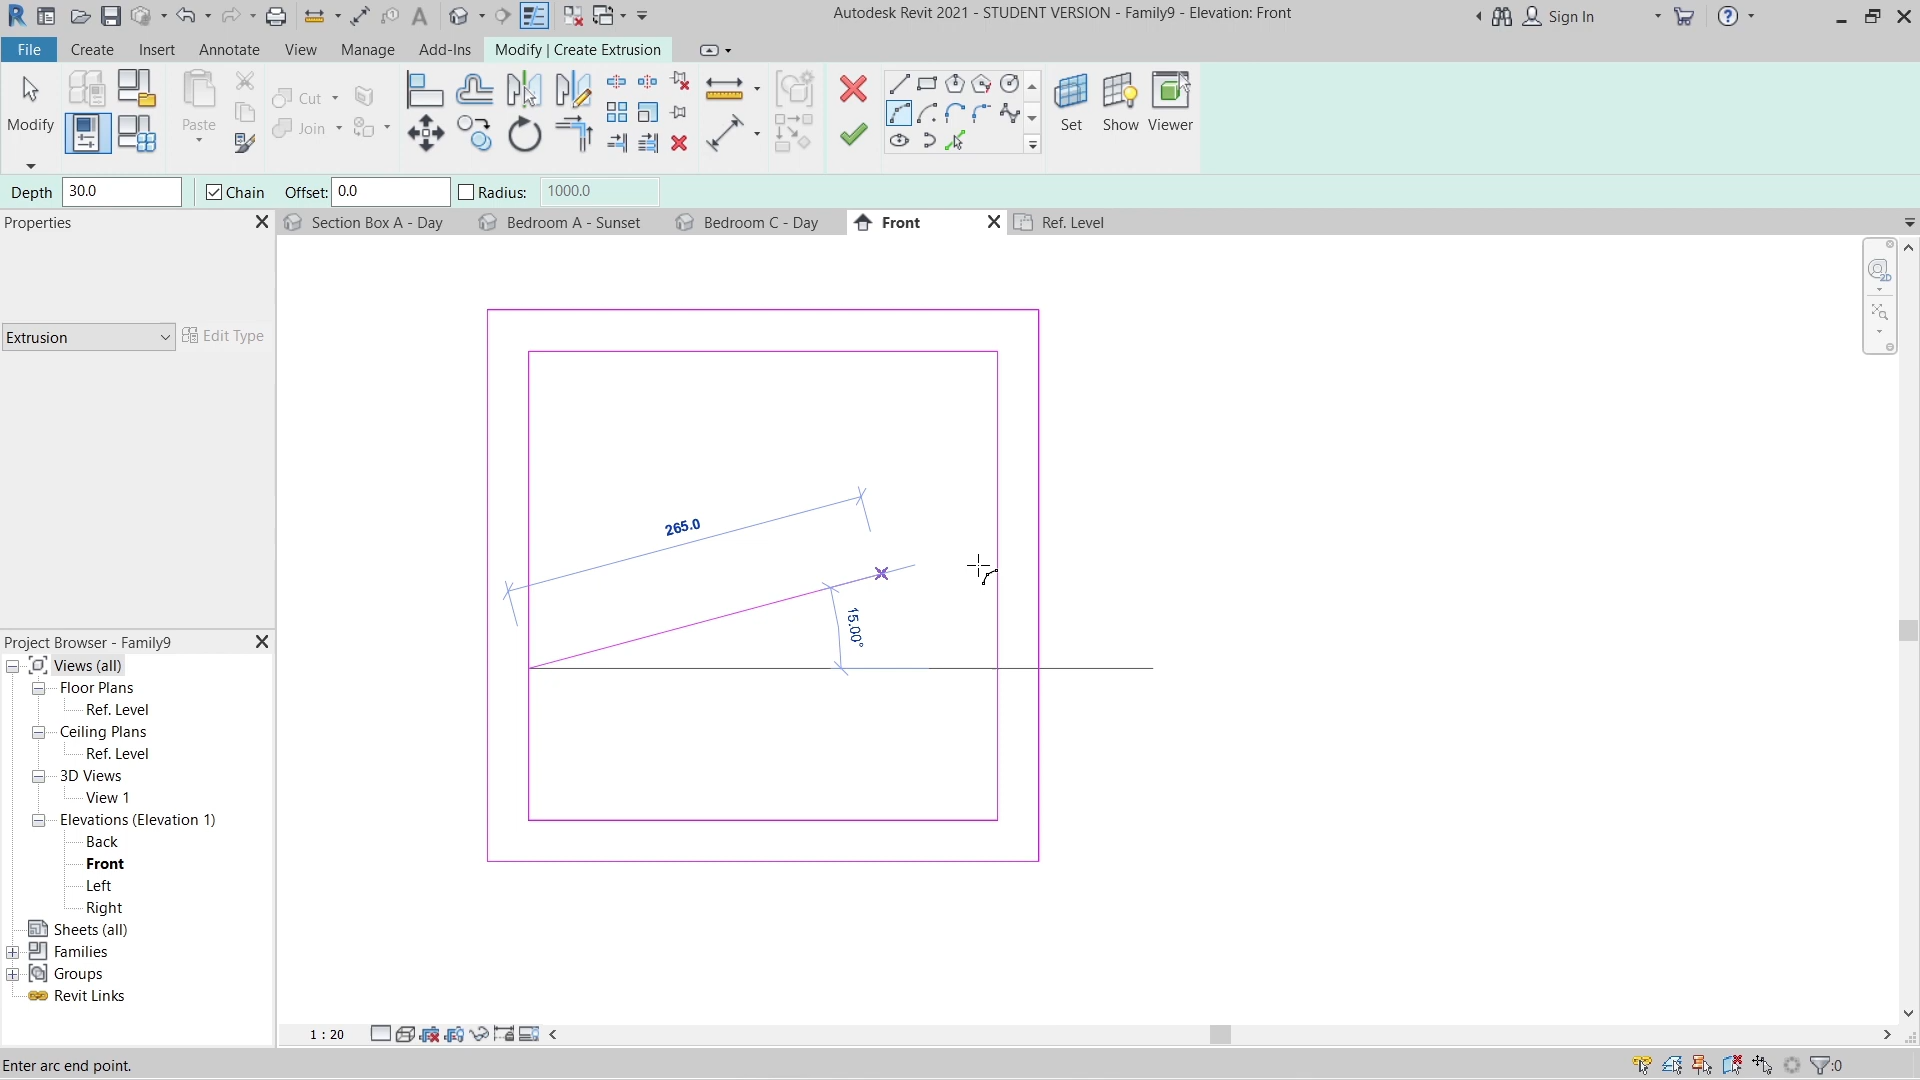 Autodesk Revit 2021 - STUDENT VERSION - Family9 - Elevation: Front
Sign In
File
Create
Insert
Annotate
View
Manage
Add-Ins
Modify | Create Extrusion
Modify
Paste
Cut
Join
Set
Show
Viewer
Depth
30.0
Chain
Offset:
0.0
Radius:
1000.0
Properties
Section Box A - Day
Bedroom A - Sunset
Bedroom C - Day
Front
Ref. Level
2D
Extrusion
Edit Type
265.0
15.00°
Project Browser - Family9
Views (all)
Floor Plans
Ref. Level
Ceiling Plans
Ref. Level
3D Views
View 1
Elevations (Elevation 1)
Back
Front
Left
Right
Sheets (all)
Families
Groups
Revit Links
1 : 20
Enter arc end point.
:0